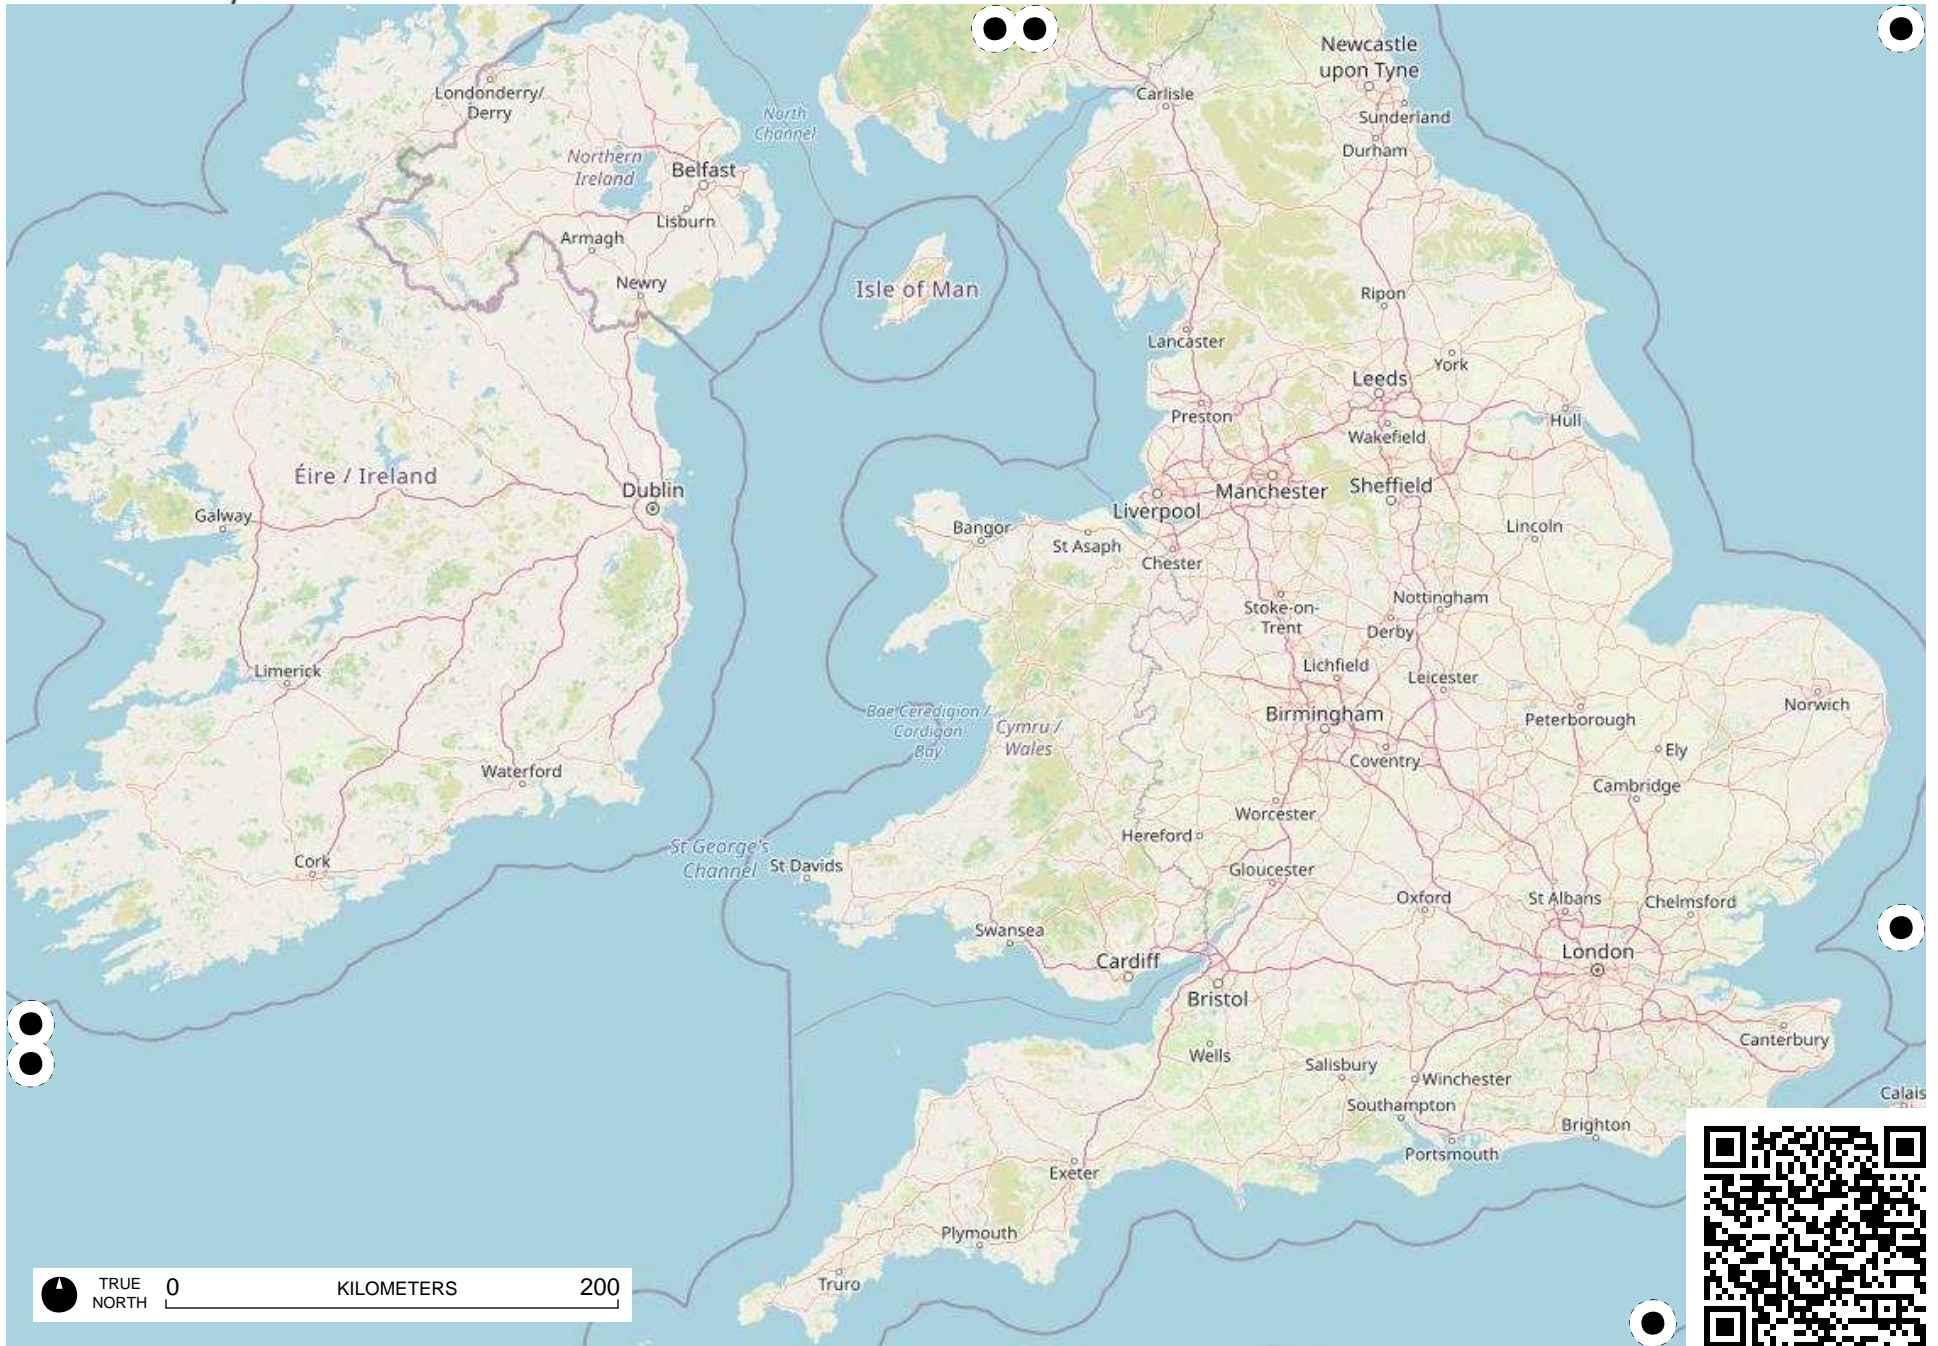 Newcastle
upon Tyne
Londonderry/
Derry
Carlisle
North
Channel
Sunderland
Durham
Northern
Ireland
Belfast
Lisburn
Armagh
Newry
Isle of Man
Ripon
Lancaster
York
Leeds
Preston
Hull
Wakefield
Éire / Ireland
Dublin
Manchester
Sheffield
Liverpool
Galway
Bangor
St Asaph
Lincoln
Chester
Nottingham
Stoke-on-
Trent
Derby
Limerick
Lichfield
Leicester
Norwich
Bae Ceredigion /
Cardigan
Bay
Cymru /
Wales
Birmingham
Peterborough
Ely
Coventry
Waterford
Cambridge
Worcester
Hereford
St George's
Channel
Cork
St Davids
Gloucester
Oxford
St Albans
Chelmsford
Swansea
Cardiff
London
Bristol
Canterbury
Wells
Salisbury
Winchester
Calais
Southampton
Brighton
Portsmouth
Exeter
Plymouth
Truro
TRUE
NORTH
0 KILOMETERS 200